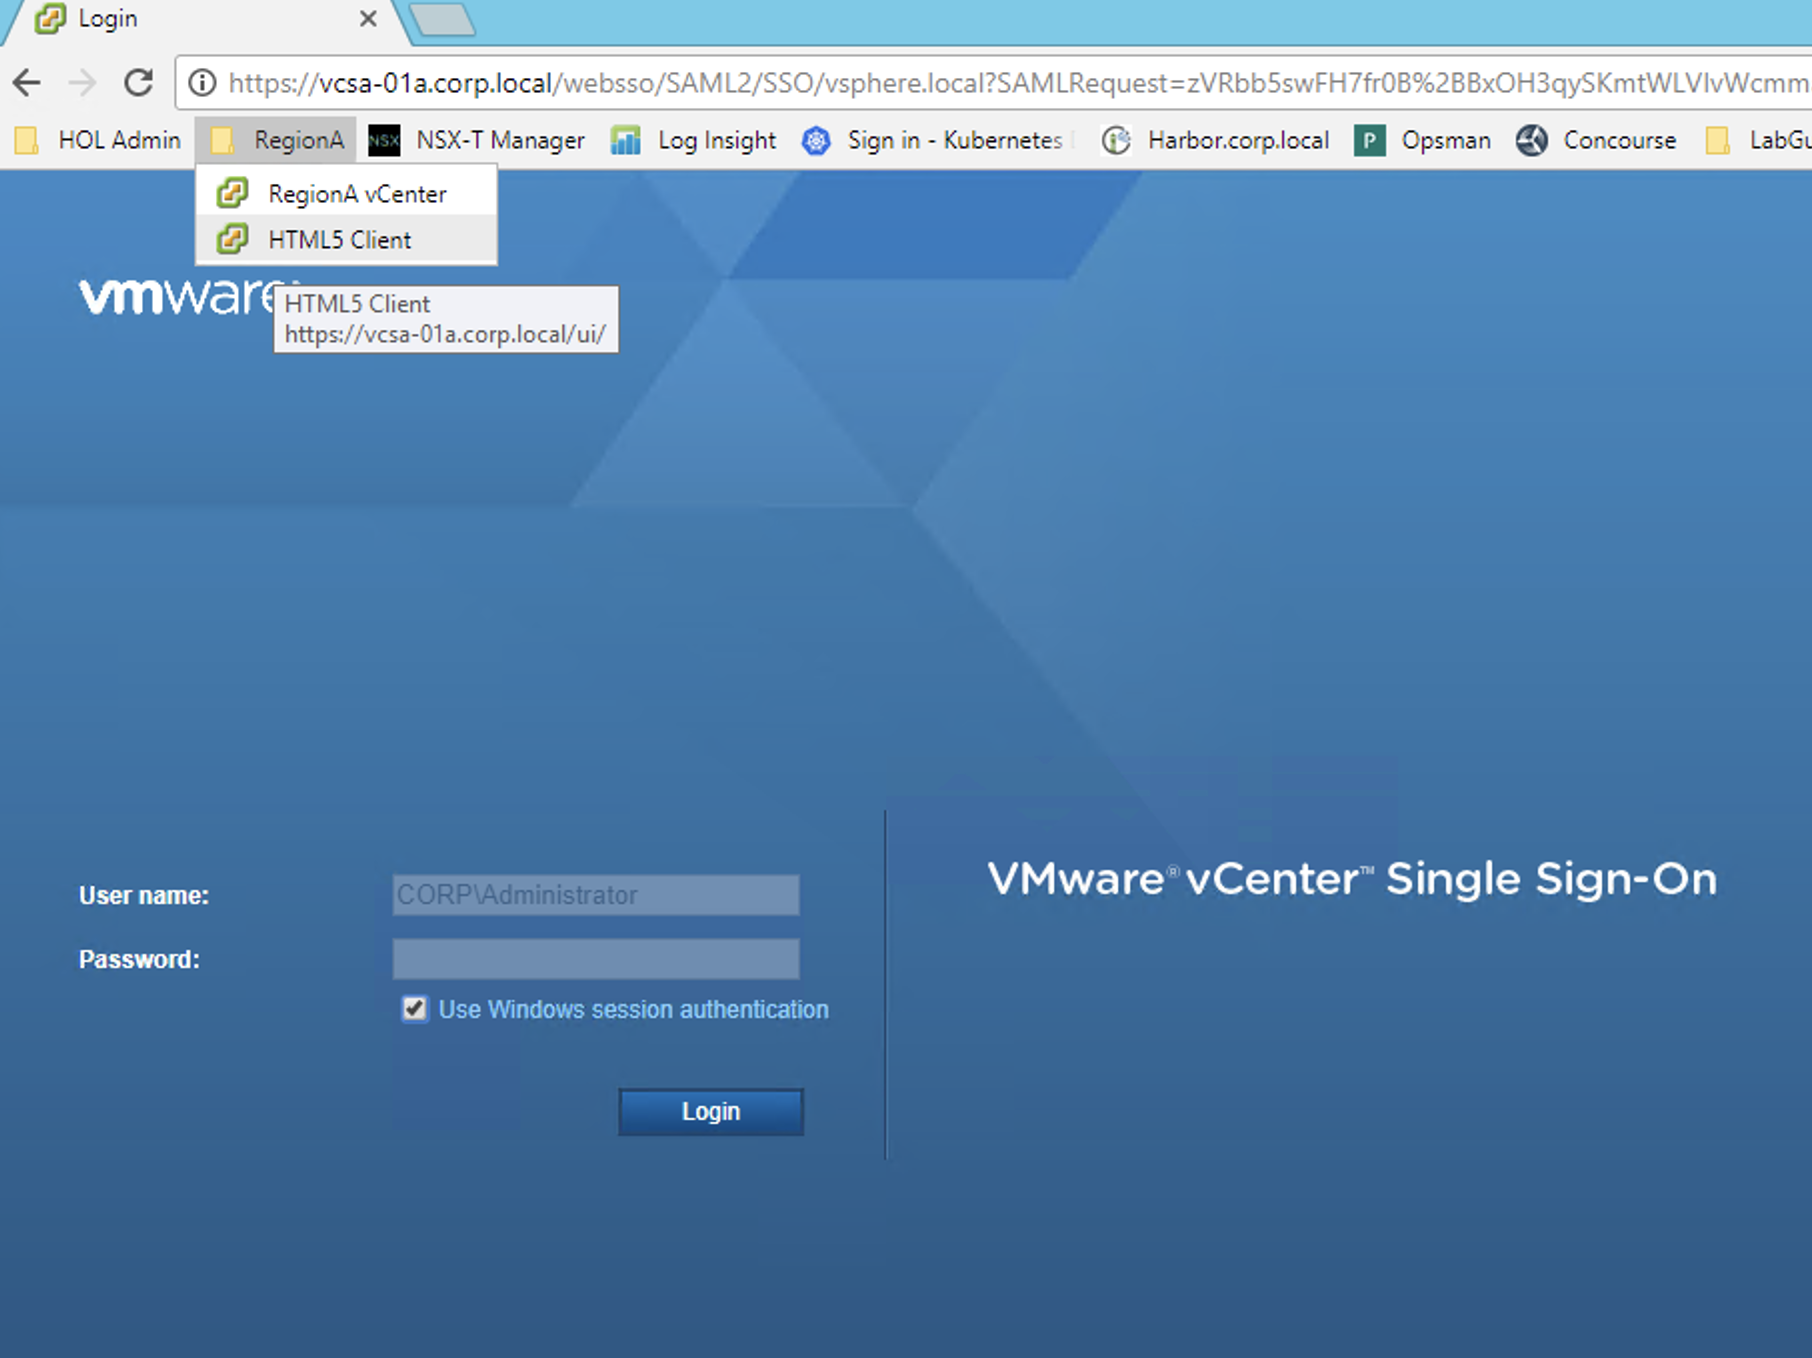 Login
https://vcsa-01a.corp.local/websso/SAML2/SSO/vsphere.local?SAMLRequest=zVRbb5swFH7fr0B%2BBxOH3qySKmtWLVIvWcmm
HOL Admin RegionA NSX NSX-T Manager Log Insight Sign in - Kubernetes Harbor.corp.local P Opsman Concourse LabGu
RegionA vCenter
HTML5 Client
vmware
HTML5 Client
https://vcsa-01a.corp.local/ui/
User name: CORP\Administrator
VMware® vCenter™ Single Sign-On
Password:
Use Windows session authentication
Login